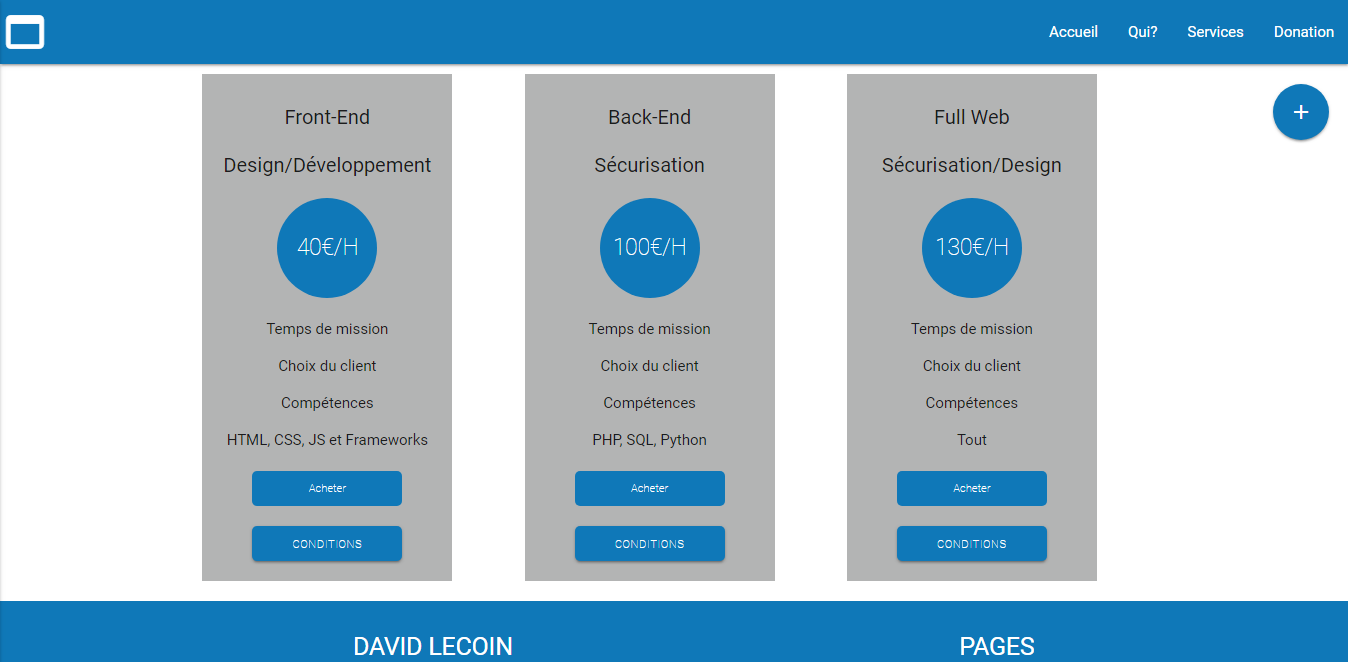 Accueil Qui? Services Donation
+
Front-End
Design/Développement
40€/H
Temps de mission
Choix du client
Compétences
HTML, CSS, JS et Frameworks
Acheter
CONDITIONS
Back-End
Sécurisation
100€/H
Temps de mission
Choix du client
Compétences
PHP, SQL, Python
Acheter
CONDITIONS
Full Web
Sécurisation/Design
130€/H
Temps de mission
Choix du client
Compétences
Tout
Acheter
CONDITIONS
DAVID LECOIN
PAGES